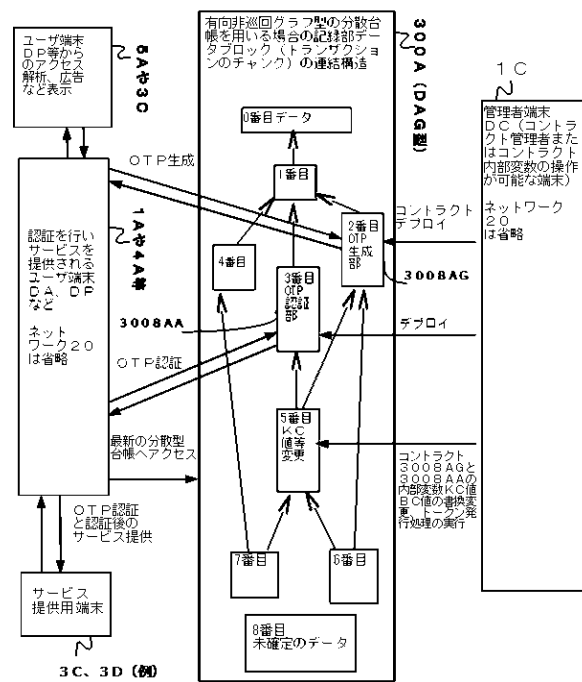 ユーザ端末
DP等から
のアクセス
解析、広告
など表示
5Aや3C
有向非巡回グラフ型の分散台
帳を用いる場合の記録部デ
ータブロック(トランザクション
のチャンク)の連結構造
300A(DAG型)
1C
管理者端末
DC(コントラ
クト管理者また
はコントラクト
内部変数の操作
が可能な端末)
ネットワーク
20
は省略
0番目データ
1番目
2番目
OTP
生成
部
3番目
OTP
認証
部
4番目
5番目
KC
値等
変更
7番目
6番目
8番目
未確定のデータ
OTP生成
コントラクト
デプロイ
3008AG
1Aや4A等
認証を行い
サービスを
提供される
ユーザ端末
DA、DP
など
ネット
ワーク20
は省略
3008AA
デプロイ
OTP認証
最新の分散型
台帳へアクセス
コントラクト
3008AGと
3008AAの
内部変数KC値
BC値の書換変
更、トークン発
行処理の実行
OTP認証
と認証後の
サービス提供
サービス
提供用端末
3C、3D(例)